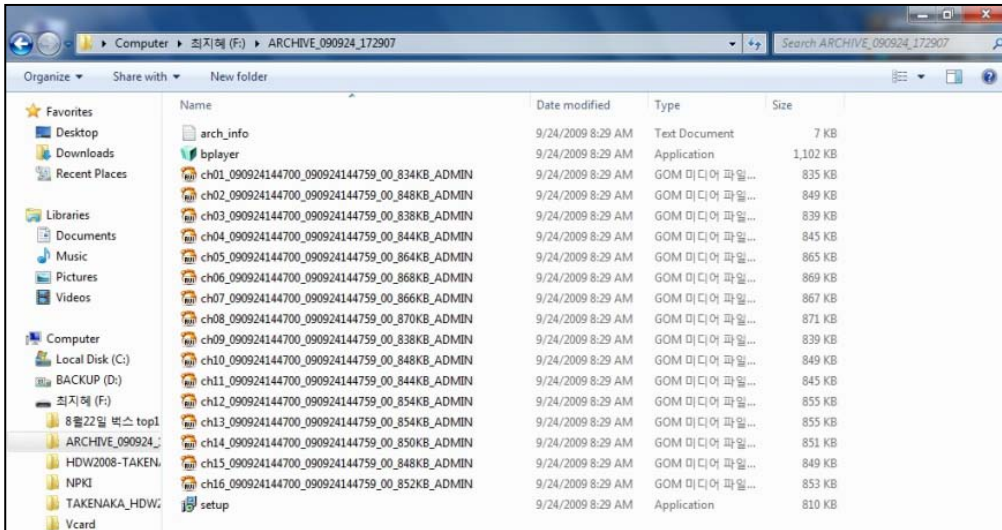 Computer ▸ 최지혜 (F:) ▸ ARCHIVE_090924_172907
Search ARCHIVE_090924_172907
Organize Share with New folder
Favorites
Desktop
Downloads
Recent Places
Libraries
Documents
Music
Pictures
Videos
Computer
Local Disk (C:)
BACKUP (D:)
최지혜 (F:)
8월22일 벅스 top1
ARCHIVE_090924_
HDW2008-TAKEN
NPKI
TAKENAKA_HDW
Vcard
Name Date modified Type Size
arch_info 9/24/2009 8:29 AM Text Document 7 KB
bplayer 9/24/2009 8:29 AM Application 1,102 KB
ch01_090924144700_090924144759_00_834KB_ADMIN 9/24/2009 8:29 AM GOM 미디어 파일... 835 KB
ch02_090924144700_090924144759_00_848KB_ADMIN 9/24/2009 8:29 AM GOM 미디어 파일... 849 KB
ch03_090924144700_090924144759_00_838KB_ADMIN 9/24/2009 8:29 AM GOM 미디어 파일... 839 KB
ch04_090924144700_090924144759_00_844KB_ADMIN 9/24/2009 8:29 AM GOM 미디어 파일... 845 KB
ch05_090924144700_090924144759_00_864KB_ADMIN 9/24/2009 8:29 AM GOM 미디어 파일... 865 KB
ch06_090924144700_090924144759_00_868KB_ADMIN 9/24/2009 8:29 AM GOM 미디어 파일... 869 KB
ch07_090924144700_090924144759_00_866KB_ADMIN 9/24/2009 8:29 AM GOM 미디어 파일... 867 KB
ch08_090924144700_090924144759_00_870KB_ADMIN 9/24/2009 8:29 AM GOM 미디어 파일... 871 KB
ch09_090924144700_090924144759_00_838KB_ADMIN 9/24/2009 8:29 AM GOM 미디어 파일... 839 KB
ch10_090924144700_090924144759_00_848KB_ADMIN 9/24/2009 8:29 AM GOM 미디어 파일... 849 KB
ch11_090924144700_090924144759_00_844KB_ADMIN 9/24/2009 8:29 AM GOM 미디어 파일... 845 KB
ch12_090924144700_090924144759_00_854KB_ADMIN 9/24/2009 8:29 AM GOM 미디어 파일... 855 KB
ch13_090924144700_090924144759_00_854KB_ADMIN 9/24/2009 8:29 AM GOM 미디어 파일... 855 KB
ch14_090924144700_090924144759_00_850KB_ADMIN 9/24/2009 8:29 AM GOM 미디어 파일... 851 KB
ch15_090924144700_090924144759_00_848KB_ADMIN 9/24/2009 8:29 AM GOM 미디어 파일... 849 KB
ch16_090924144700_090924144759_00_852KB_ADMIN 9/24/2009 8:29 AM GOM 미디어 파일... 853 KB
setup 9/24/2009 8:29 AM Application 810 KB